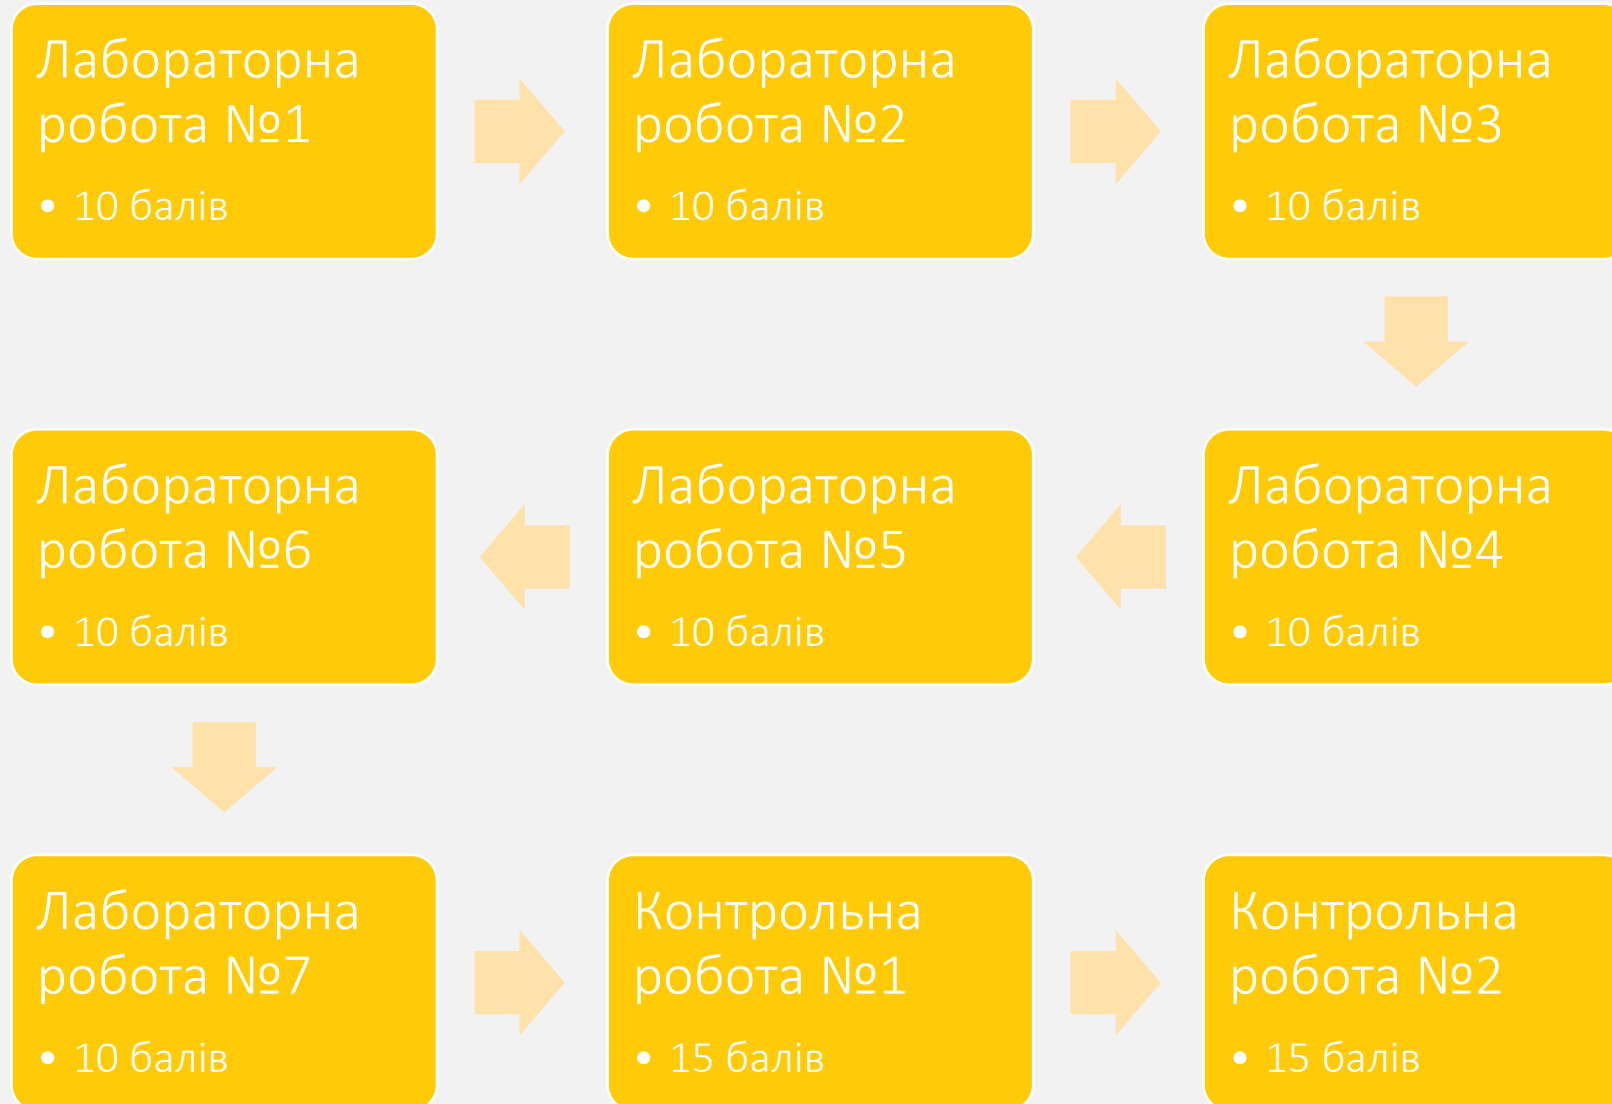 Лабораторна
робота №1
• 10 балів
Лабораторна
робота №2
• 10 балів
Лабораторна
робота №3
• 10 балів
Лабораторна
робота №4
• 10 балів
Лабораторна
робота №5
• 10 балів
Лабораторна
робота №6
• 10 балів
Лабораторна
робота №7
• 10 балів
Контрольна
робота №1
• 15 балів
Контрольна
робота №2
• 15 балів